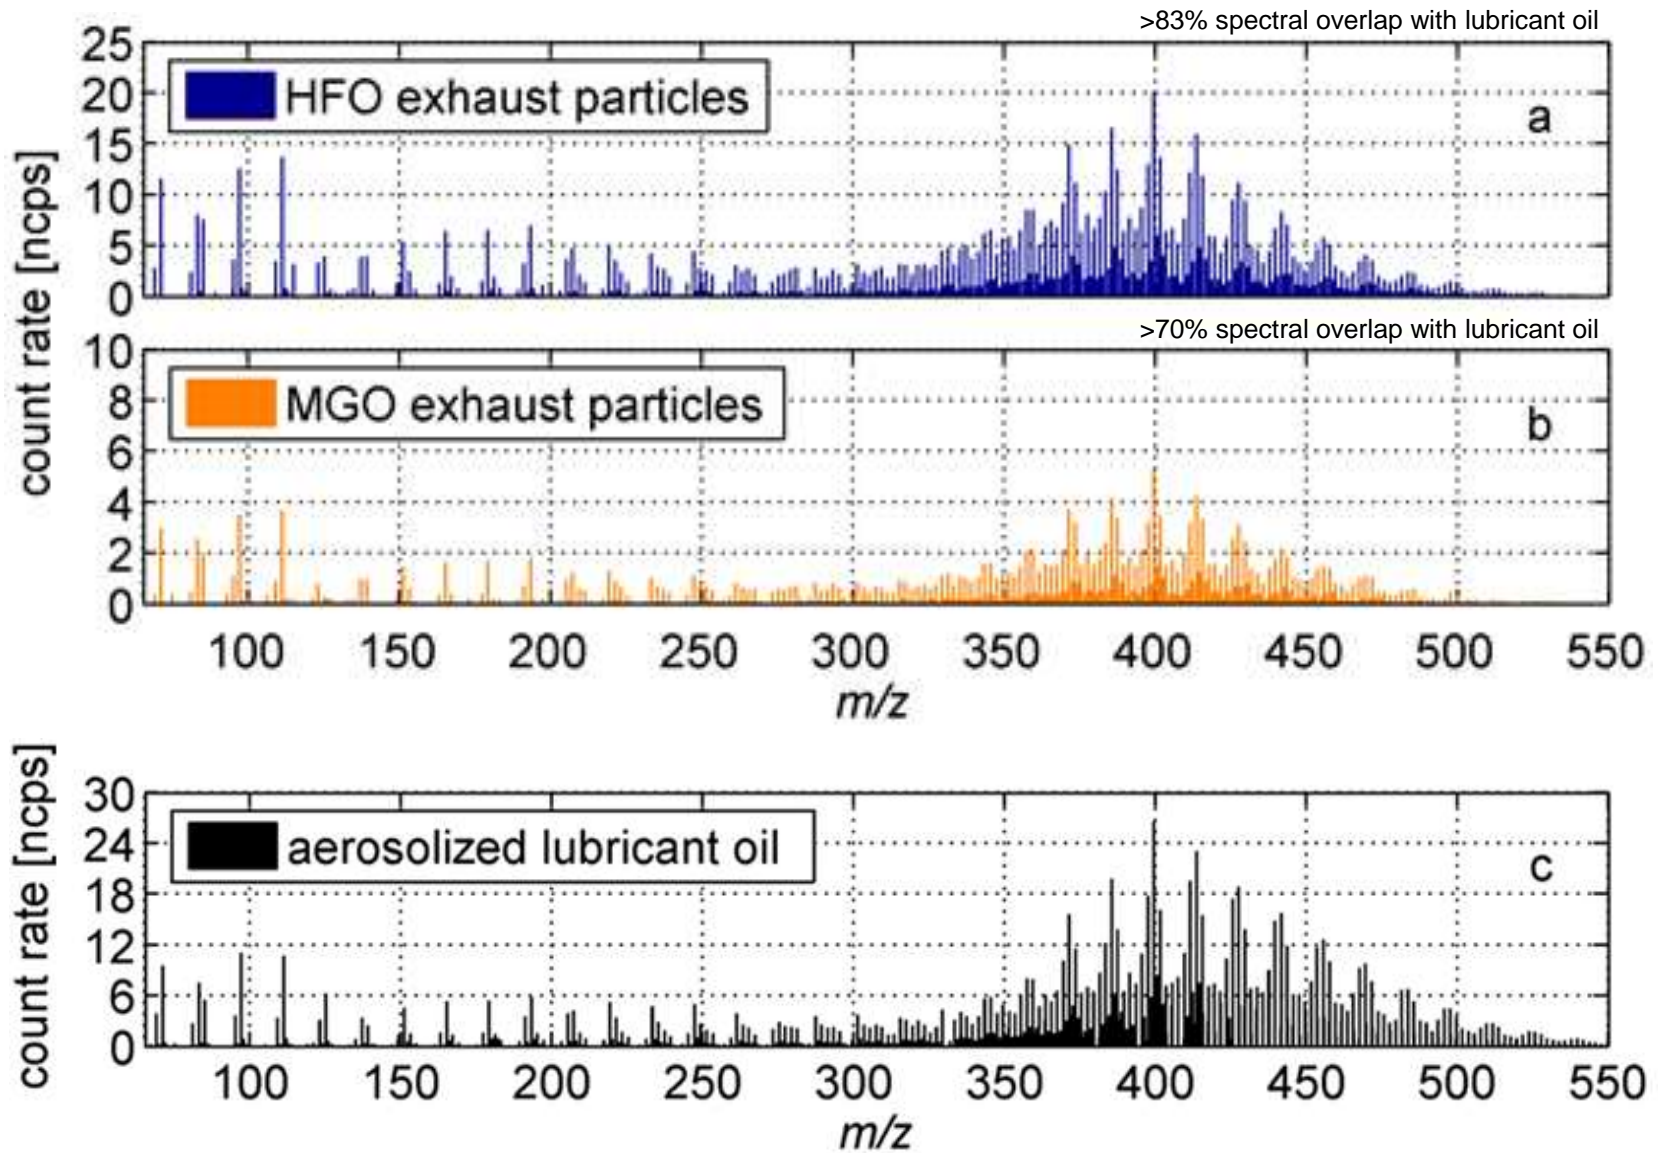 >83% spectral overlap with lubricant oil
25
20
15
10
5
0
HFO exhaust particles
a
count rate [ncps]
>70% spectral overlap with lubricant oil
10
8
6
4
2
0
MGO exhaust particles
b
100 150 200 250 300 350 400 450 500 550
m/z
count rate [ncps]
30
24
18
12
6
0
aerosolized lubricant oil
c
100 150 200 250 300 350 400 450 500 550
m/z